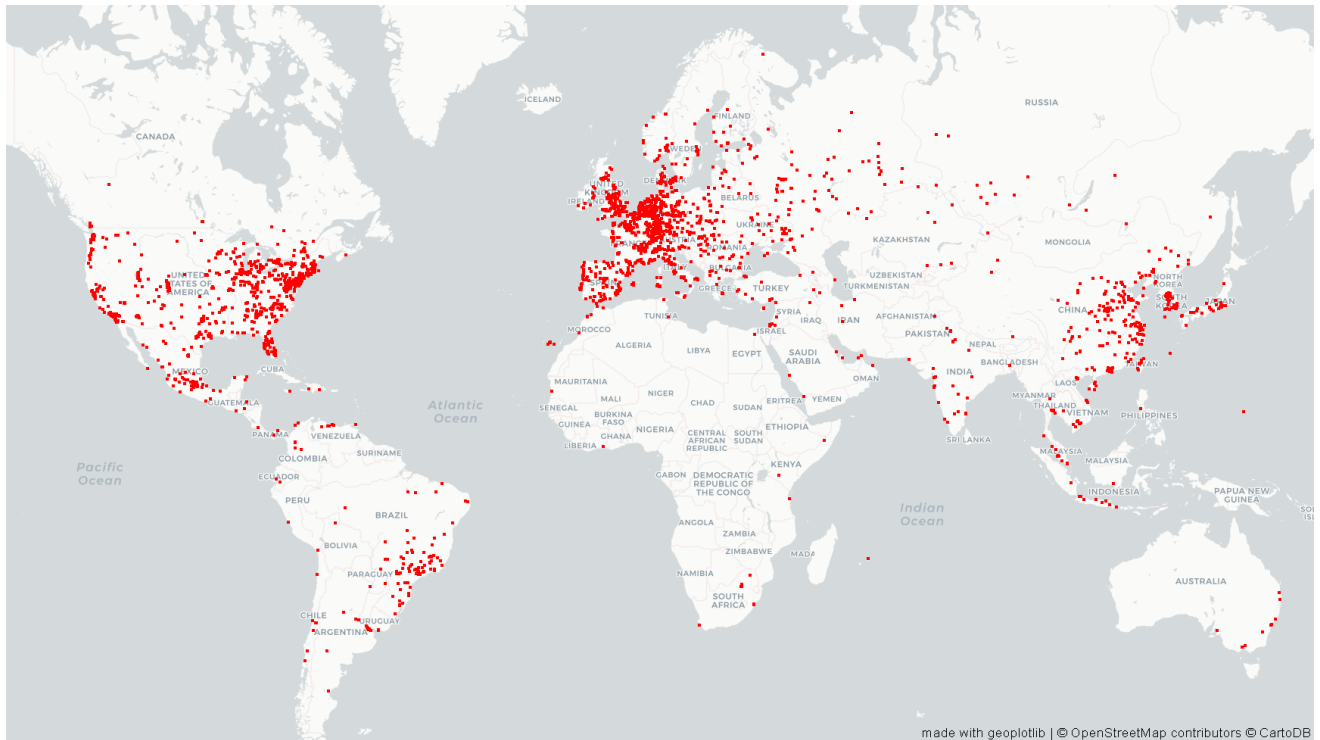 ICELAND
RUSSIA
FINLAND
CANADA
SWEDEN
UNITED
KINGDOM
IRELAND
BELARUS
UKRAINE
KAZAKHSTAN
MONGOLIA
ROMANIA
BULGARIA
UNITED
STATES OF
AMERICA
SPAIN
GREECE
TURKEY
UZBEKISTAN
TURKMENISTAN
NORTH
KOREA
SOUTH
KOREA
JAPAN
CHINA
TUNISIA
SYRIA
IRAQ
IRAN
AFGHANISTAN
MOROCCO
ISRAEL
PAKISTAN
NEPAL
ALGERIA
LIBYA
EGYPT
SAUDI
ARABIA
BANGLADESH
TAIWAN
MEXICO
CUBA
OMAN
INDIA
MAURITANIA
LAOS
MYANMAR
GUATEMALA
Atlantic
Ocean
MALI
NIGER
CHAD
SUDAN
ERITREA
YEMEN
THAILAND
VIETNAM
PHILIPPINES
SENEGAL
BURKINA
FASO
GUINEA
NIGERIA
ETHIOPIA
PANAMA
VENEZUELA
GHANA
LIBERIA
CENTRAL
AFRICAN
REPUBLIC
SOUTH
SUDAN
SRI LANKA
COLOMBIA
SURINAME
MALAYSIA
MALAYSIA
Pacific
Ocean
ECUADOR
GABON
DEMOCRATIC
REPUBLIC OF
THE CONGO
KENYA
INDONESIA
PAPUA NEW
GUINEA
PERU
BRAZIL
Indian
Ocean
ANGOLA
ZAMBIA
BOLIVIA
ZIMBABWE
MADA
PARAGUAY
NAMIBIA
AUSTRALIA
SOUTH
AFRICA
CHILE
URUGUAY
ARGENTINA
made with geoplotlib | © OpenStreetMap contributors © CartoDB